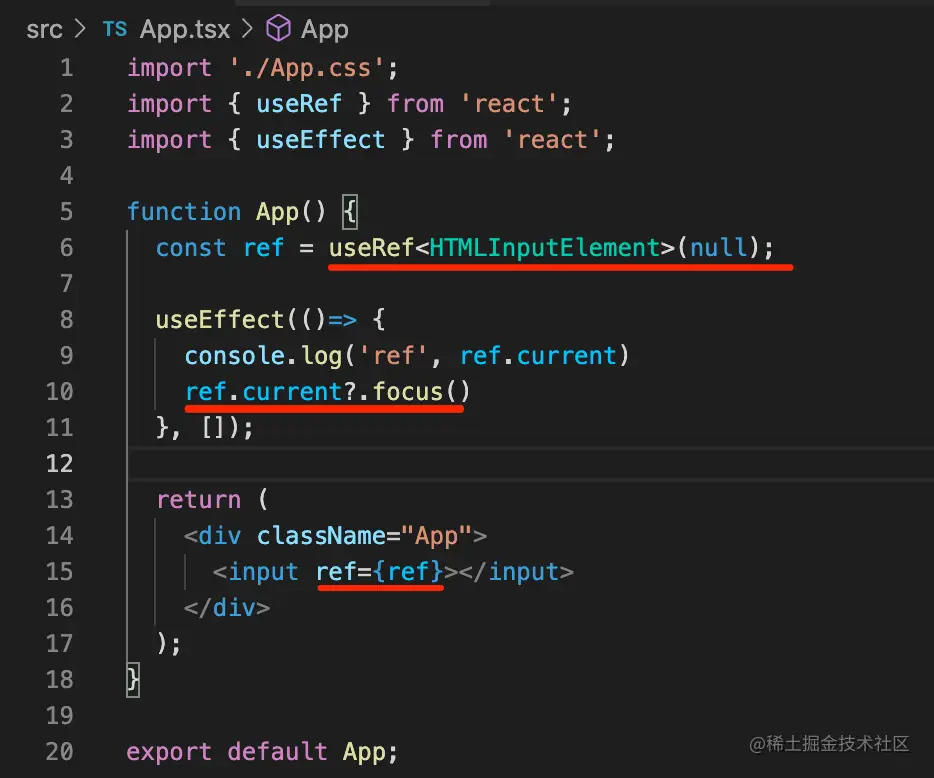 src > TS App.tsx > App
1 import './App.css';
2 import { useRef } from 'react';
3 import { useEffect } from 'react';
4
5 function App() {
6   const ref = useRef<HTMLInputElement>(null);
7
8   useEffect(()=> {
9     console.log('ref', ref.current)
10     ref.current?.focus()
11   }, []);
12
13   return (
14     <div className="App">
15       <input ref={ref}></input>
16     </div>
17   );
18 }
19
20 export default App;
@稀土掘金技术社区